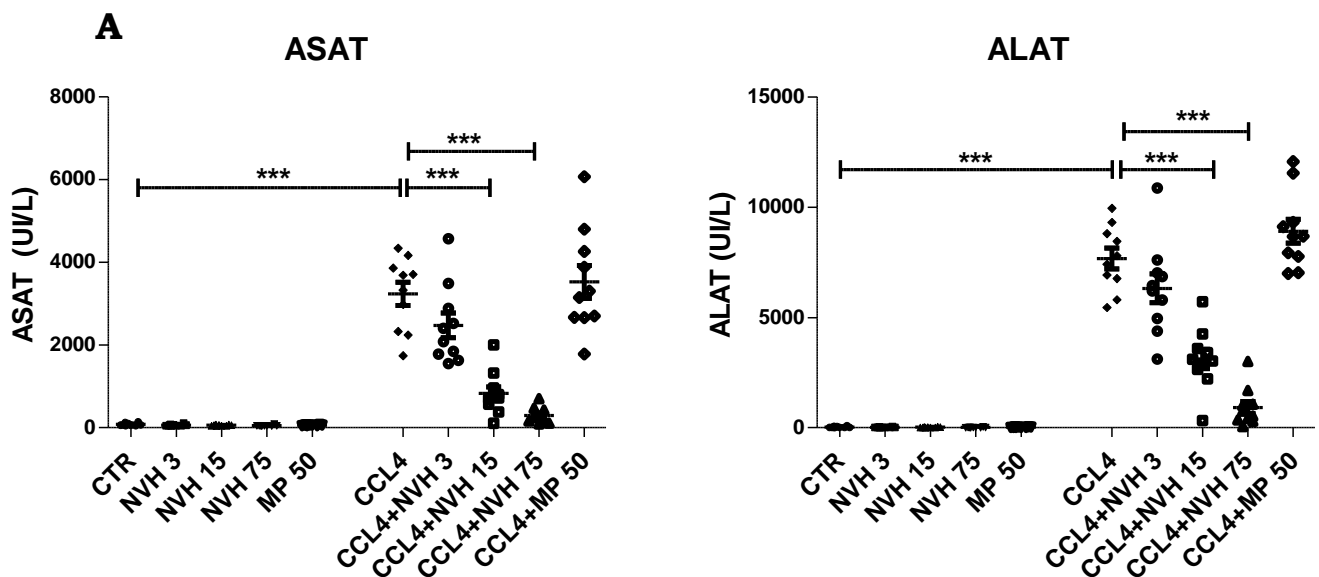 A
ASAT
ASAT (UI/L)
8000
6000
4000
2000
0
***
***
***
CTR
NVH 3
NVH 15
NVH 75
MP 50
CCL4
CCL4+NVH 3
CCL4+NVH 15
CCL4+NVH 75
CCL4+MP 50
ALAT
ALAT (UI/L)
15000
10000
5000
0
***
***
***
CTR
NVH 3
NVH 15
NVH 75
MP 50
CCL4
CCL4+NVH 3
CCL4+NVH 15
CCL4+NVH 75
CCL4+MP 50